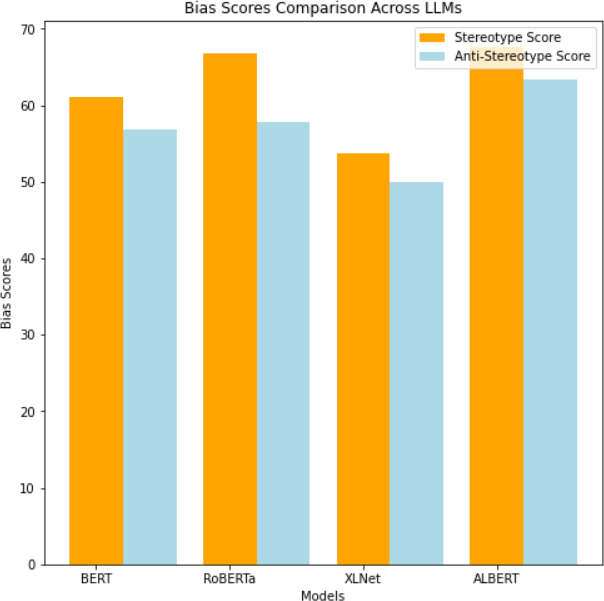 Bias Scores Comparison Across LLMs
Stereotype Score
Anti-Stereotype Score
Bias Scores
70
60
50
40
30
20
10
0
BERT RoBERTa XLNet ALBERT
Models